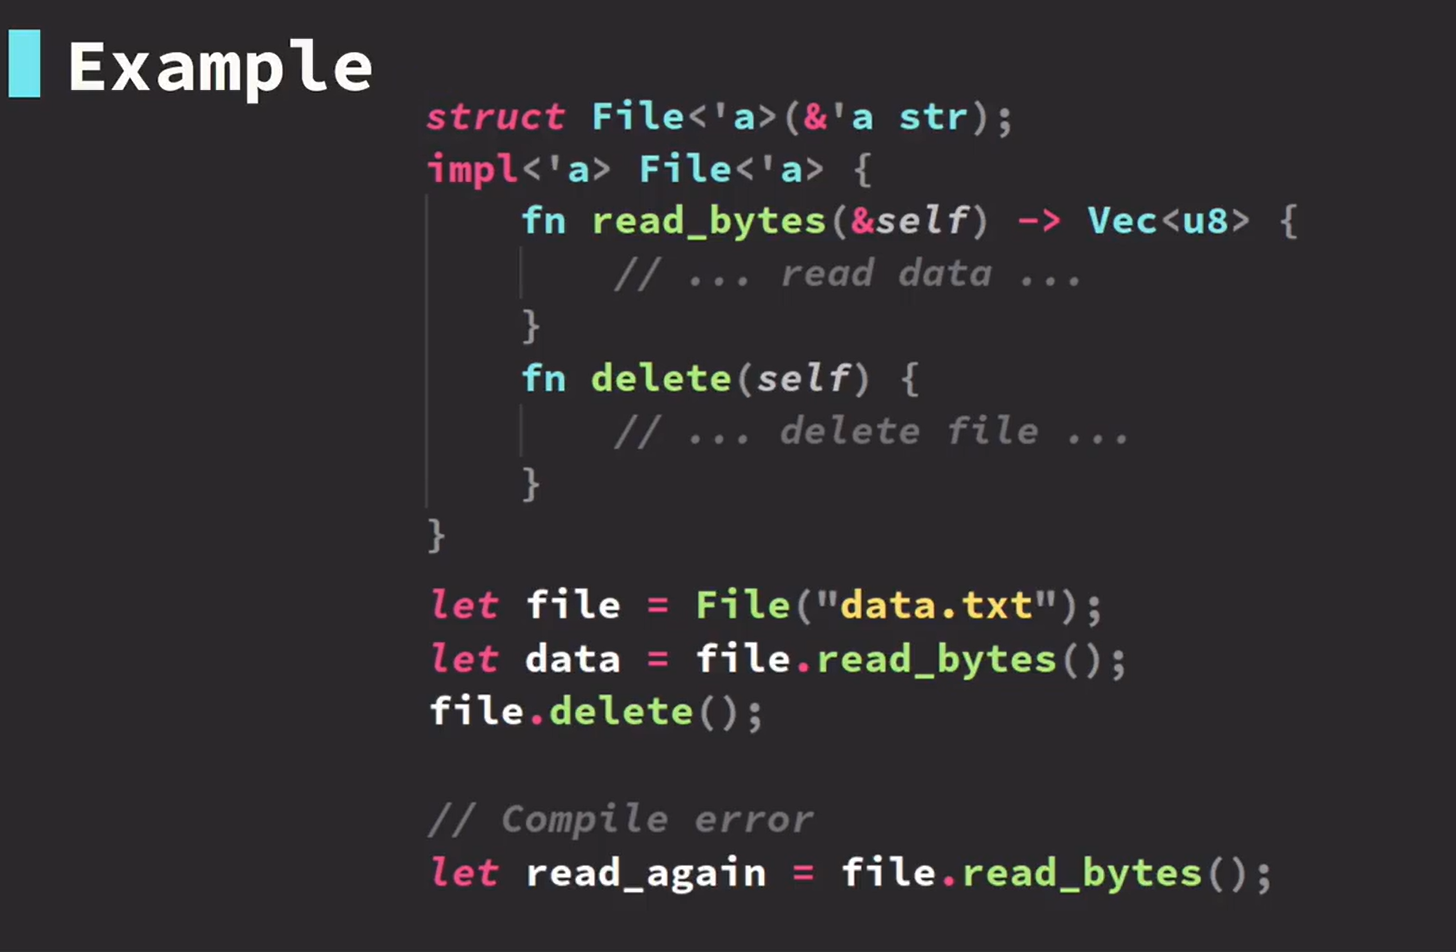 Example
struct File<'a>(&'a str);
impl<'a> File<'a> {
fn read_bytes(&self) -> Vec<u8> {
// ... read data ...
}
fn delete(self) {
// ... delete file ...
}
}
let file = File("data.txt");
let data = file.read_bytes();
file.delete();
// Compile error
let read_again = file.read_bytes();